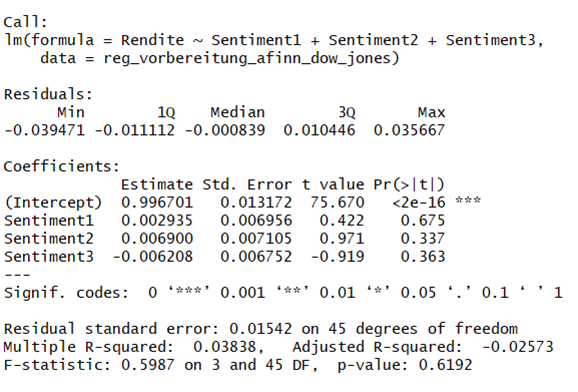 Call:
lm(formula = Rendite ~ Sentiment1 + Sentiment2 + Sentiment3,
    data = reg_vorbereitung_afinn_dow_jones)
Residuals:
      Min        1Q    Median        3Q       Max
-0.039471 -0.011112 -0.000839  0.010446  0.035667
Coefficients:
             Estimate Std. Error t value Pr(>|t|)
(Intercept)  0.996701   0.013172  75.670   <2e-16 ***
Sentiment1   0.002935   0.006956   0.422    0.675
Sentiment2   0.006900   0.007105   0.971    0.337
Sentiment3  -0.006208   0.006752  -0.919    0.363
---
Signif. codes:  0 ‘***’ 0.001 ‘**’ 0.01 ‘*’ 0.05 ‘.’ 0.1 ‘ ’ 1
Residual standard error: 0.01542 on 45 degrees of freedom
Multiple R-squared:  0.03838,   Adjusted R-squared:  -0.02573
F-statistic: 0.5987 on 3 and 45 DF,  p-value: 0.6192